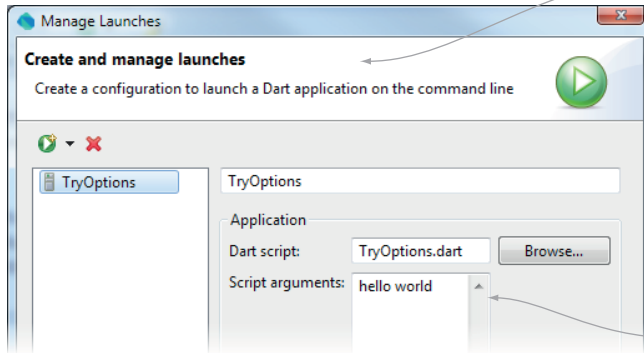 Manage Launches
Create and manage launches
Create a configuration to launch a Dart application on the command line
TryOptions
TryOptions
Application
Dart script:
TryOptions.dart
Browse...
Script arguments:
hello world